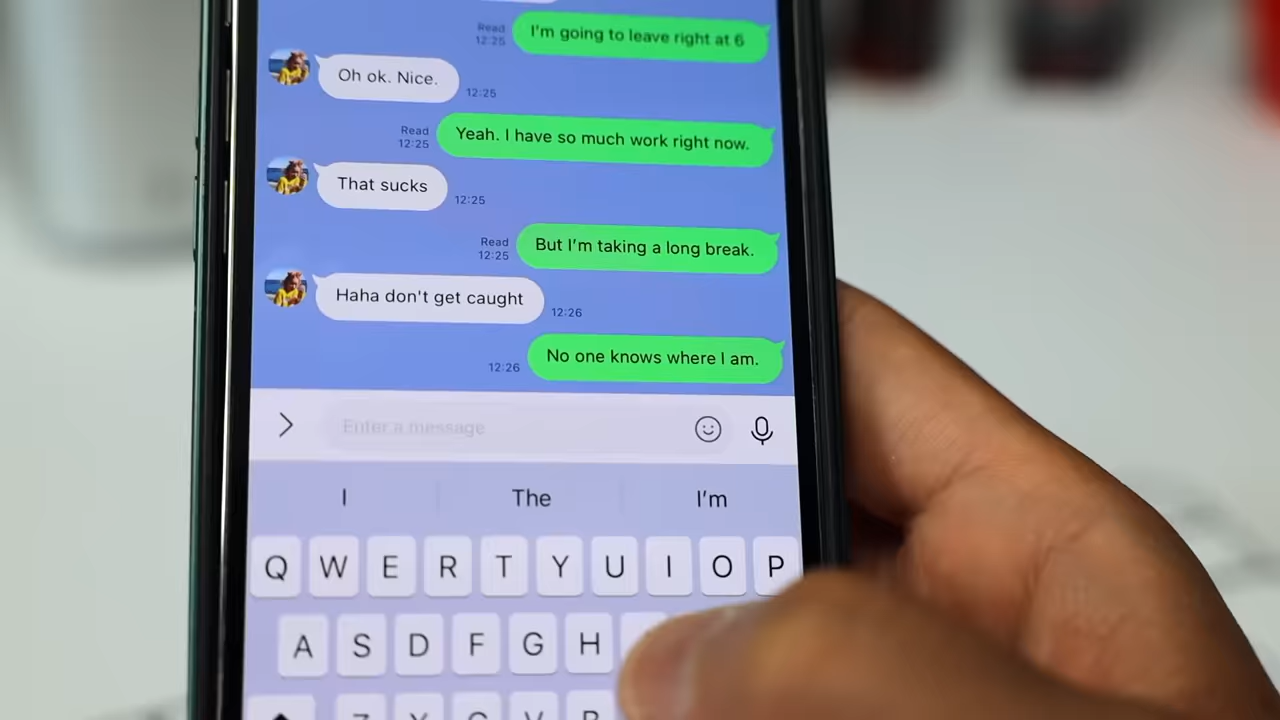 I'm going to leave right at 6
Read
12:25
Oh ok. Nice.
12:25
Yeah. I have so much work right now.
Read
12:25
That sucks
12:25
But I'm taking a long break.
Read
12:25
Haha don't get caught
12:26
No one knows where I am.
12:26
Enter a message
I The I'm
Q W E R T Y U I O P
A S D F G H